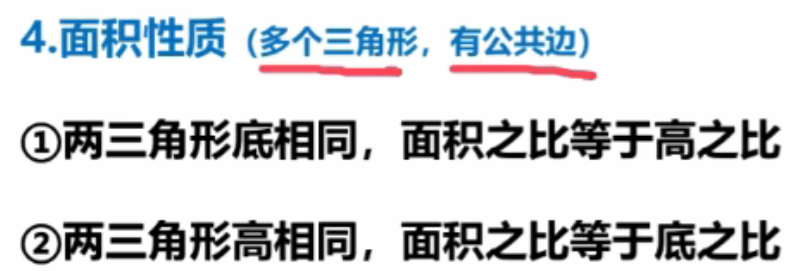 4.面积性质（多个三角形，有公共边）
①两三角形底相同，面积之比等于高之比
②两三角形高相同，面积之比等于底之比